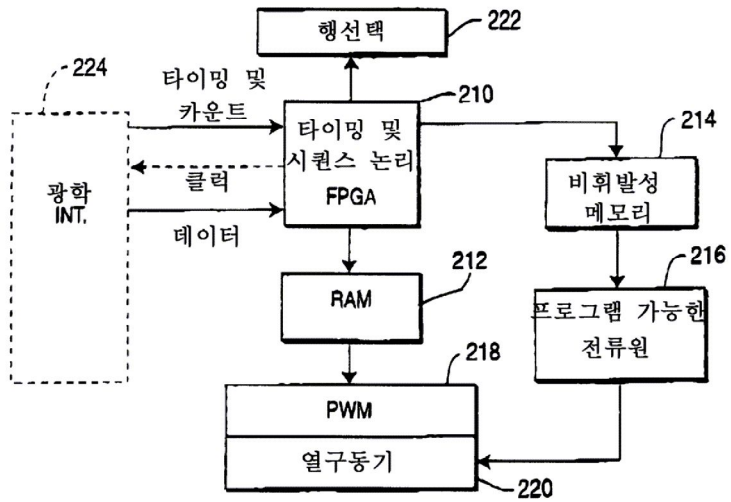 행선택
222
224
타이밍 및
카운트
210
타이밍 및
시퀀스 논리
FPGA
214
비휘발성
메모리
광학
INT.
클럭
데이터
212
RAM
216
프로그램 가능한
전류원
218
PWM
열구동기
220